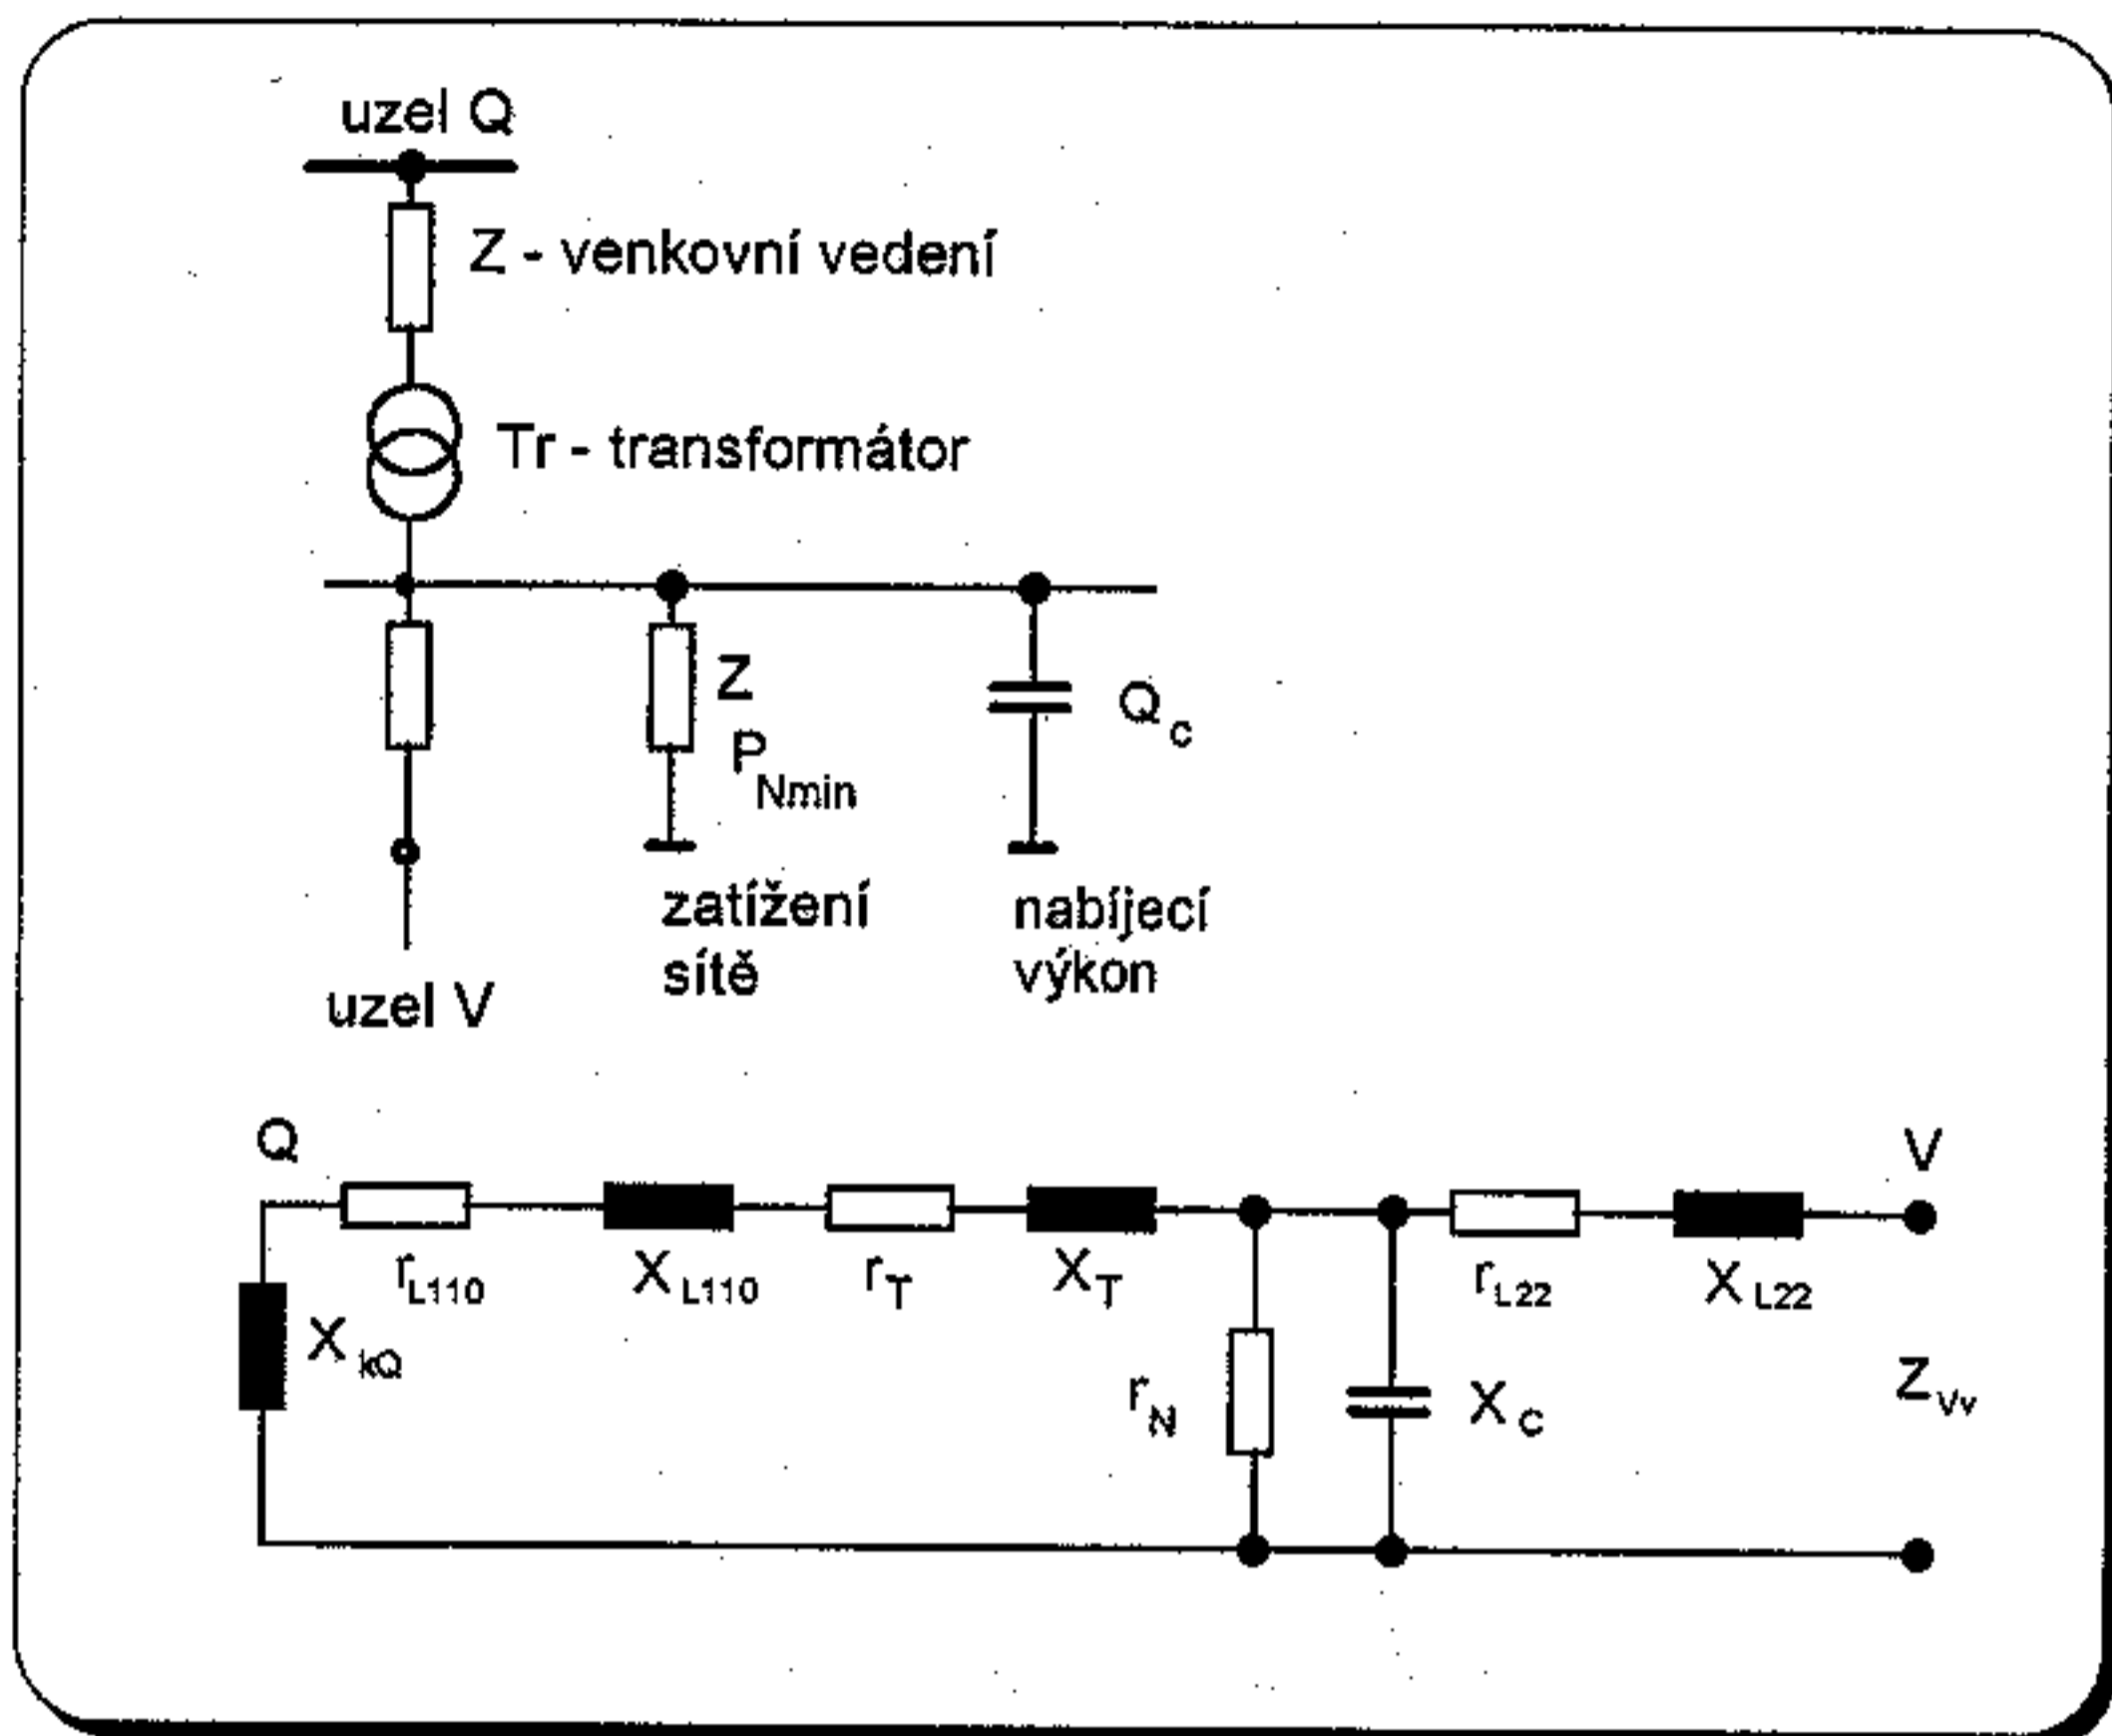 uzel Q
Z - venkovní vedení
Tr - transformátor
Z
P Nmin
Q c
zatížení
sítě
nabíjecí
výkon
uzel V
Q
V
r L110
X L110
r T
X T
r L22
X L22
X kQ
r N
X C
Z Vv